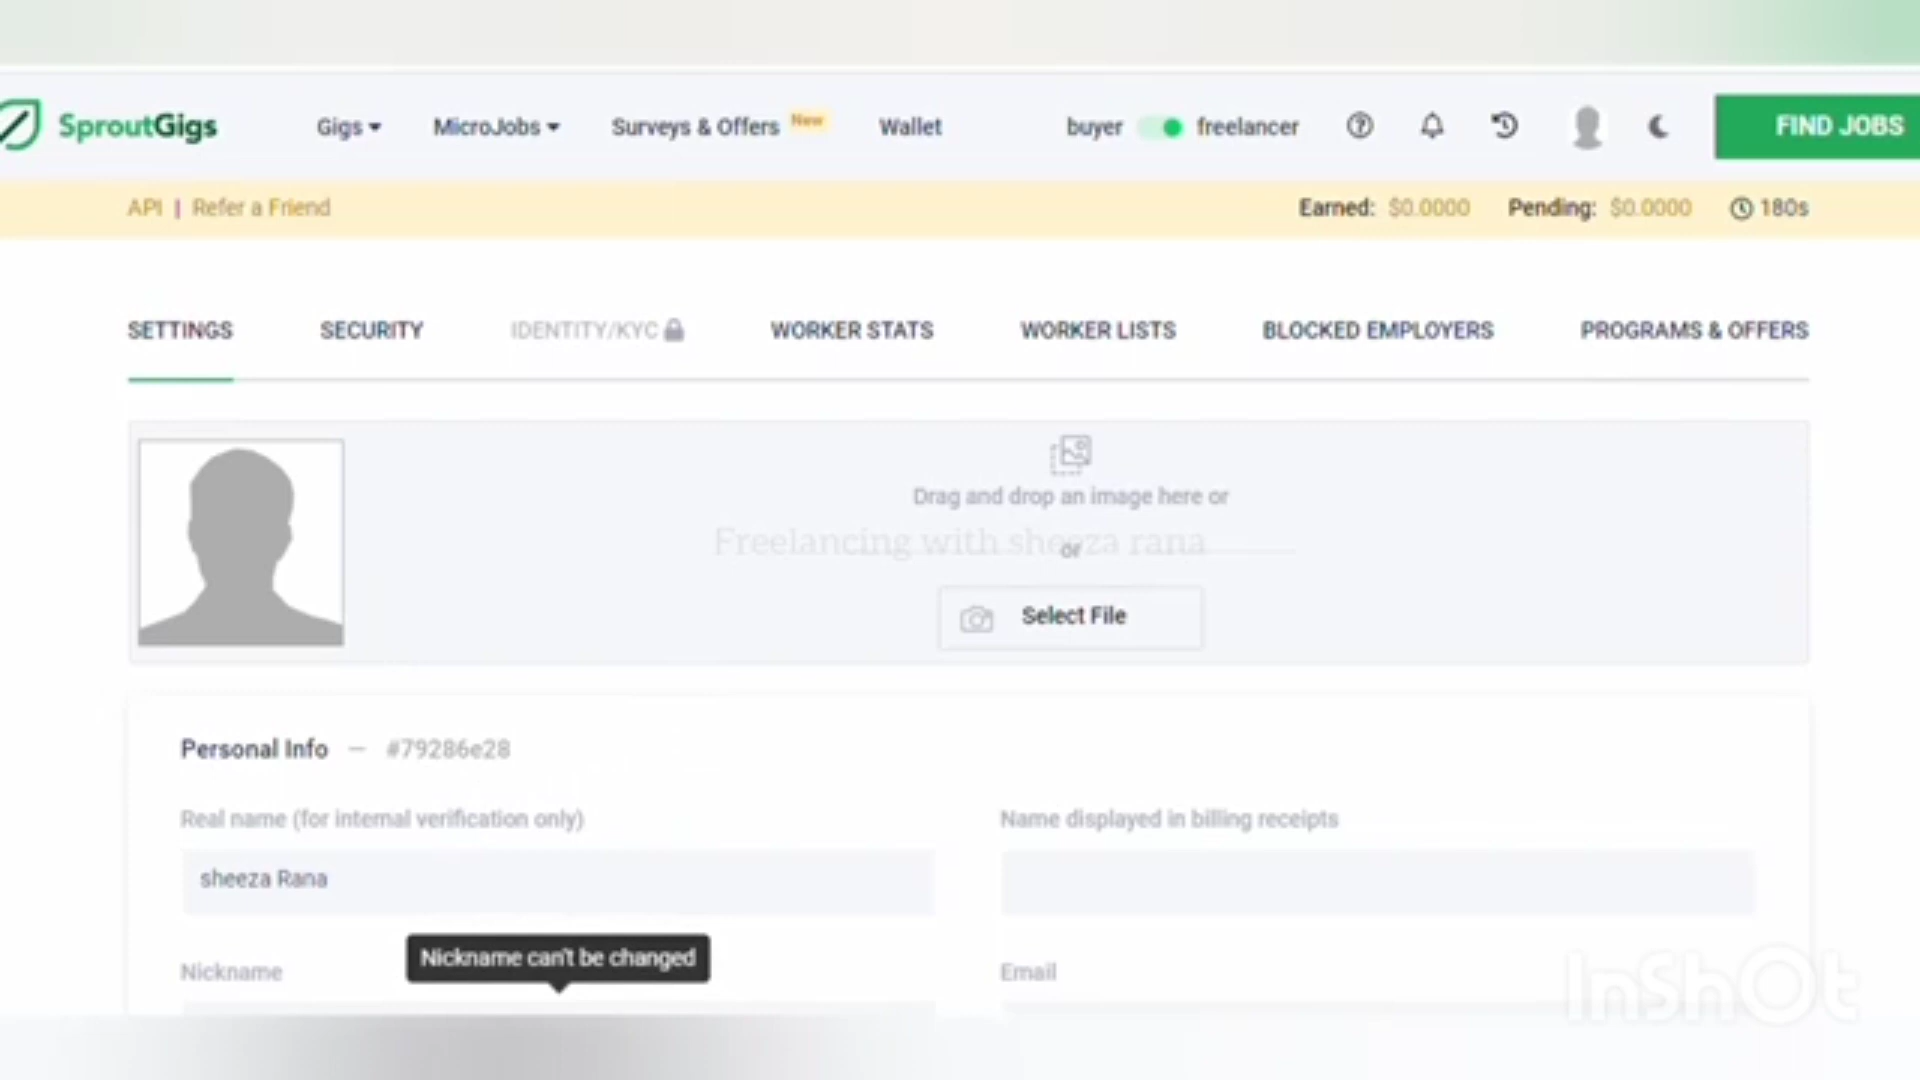 SproutGigs Gigs MicroJobs Surveys & Offers New Wallet buyer freelancer FIND JOBS
API | Refer a Friend Earned: $0.0000 Pending: $0.0000 180s
SETTINGS SECURITY IDENTITY/KYC WORKER STATS WORKER LISTS BLOCKED EMPLOYERS PROGRAMS & OFFERS
Drag and drop an image here or
Freelancing with sheeza rana
or
Select File
Personal Info — #79286e28
Real name (for internal verification only) Name displayed in billing receipts
sheeza Rana
Nickname can't be changed
Nickname Email
InShOt